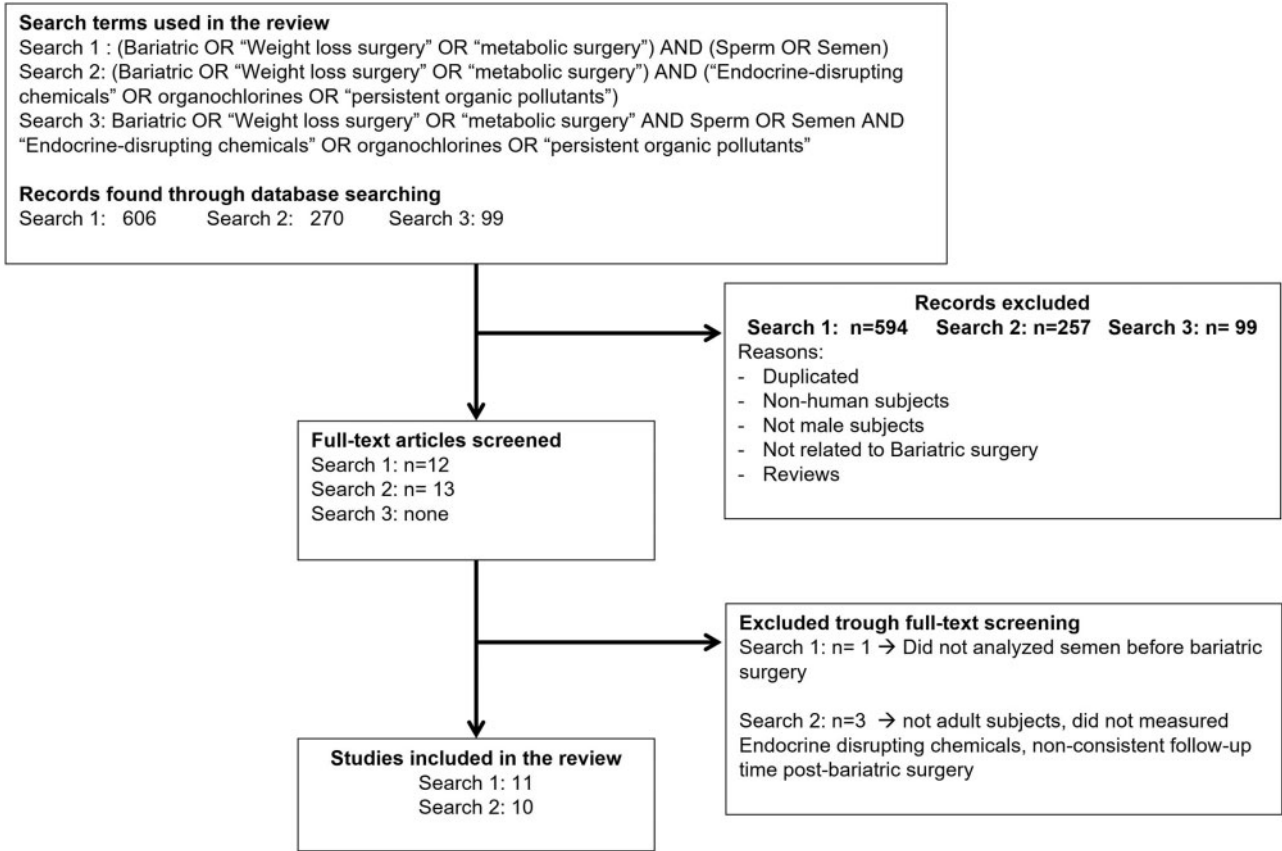 Search terms used in the review
Search 1 : (Bariatric OR “Weight loss surgery” OR “metabolic surgery”) AND (Sperm OR Semen)
Search 2: (Bariatric OR “Weight loss surgery” OR “metabolic surgery”) AND (“Endocrine-disrupting
chemicals” OR organochlorines OR “persistent organic pollutants”)
Search 3: Bariatric OR “Weight loss surgery” OR “metabolic surgery” AND Sperm OR Semen AND
“Endocrine-disrupting chemicals” OR organochlorines OR “persistent organic pollutants”
Records found through database searching
Search 1: 606 Search 2: 270 Search 3: 99
Records excluded
Search 1: n=594 Search 2: n=257 Search 3: n= 99
Reasons:
- Duplicated
- Non-human subjects
- Not male subjects
- Not related to Bariatric surgery
- Reviews
Full-text articles screened
Search 1: n=12
Search 2: n= 13
Search 3: none
Excluded trough full-text screening
Search 1: n= 1 → Did not analyzed semen before bariatric
surgery
Search 2: n=3 → not adult subjects, did not measured
Endocrine disrupting chemicals, non-consistent follow-up
time post-bariatric surgery
Studies included in the review
Search 1: 11
Search 2: 10